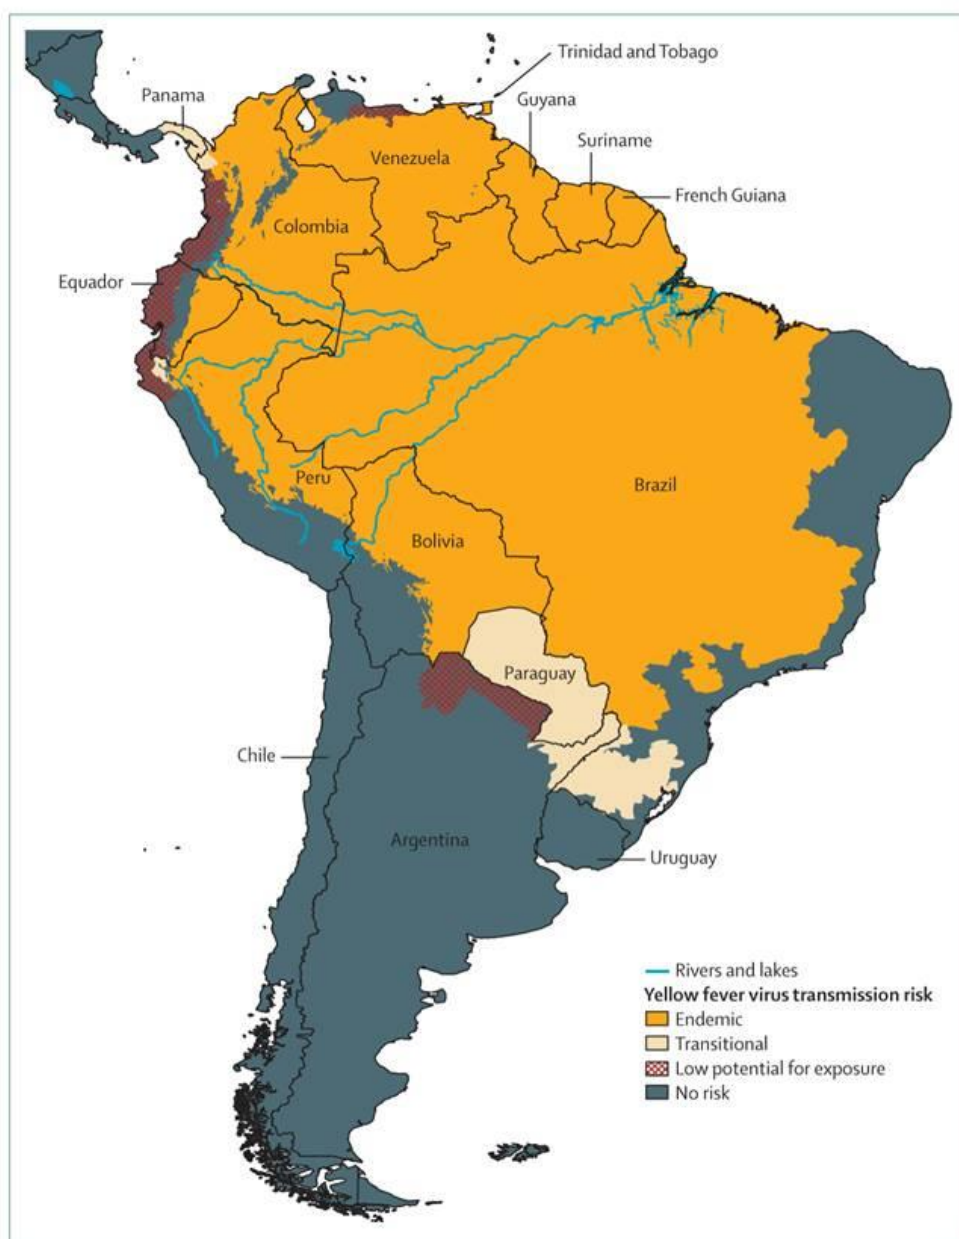 Trinidad and Tobago
Panama
Guyana
Suriname
Venezuela
French Guiana
Colombia
Equador
Peru
Brazil
Bolivia
Paraguay
Chile
Argentina
Uruguay
Rivers and lakes
Yellow fever virus transmission risk
Endemic
Transitional
Low potential for exposure
No risk